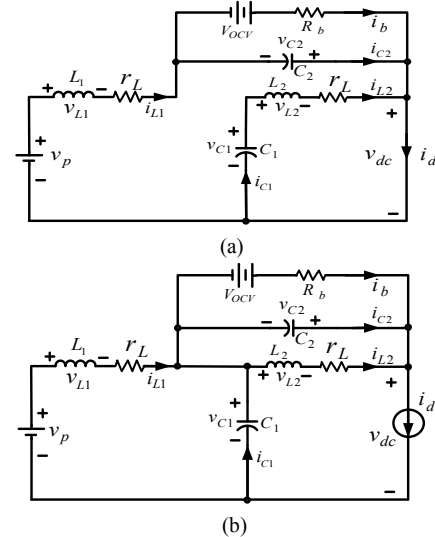 V_OCV R_b i_b
v_C2 i_C2
C_2
L_1 r_L L_2 r_L i_L2
v_L1 i_L1 v_L2
v_C1 C_1
v_p v_dc i_d
i_C1
(a)
V_OCV R_b i_b
v_C2 i_C2
C_2
L_1 r_L L_2 r_L i_L2
v_L1 i_L1 v_L2
v_C1 C_1 i_d
v_p v_dc
i_C1
(b)